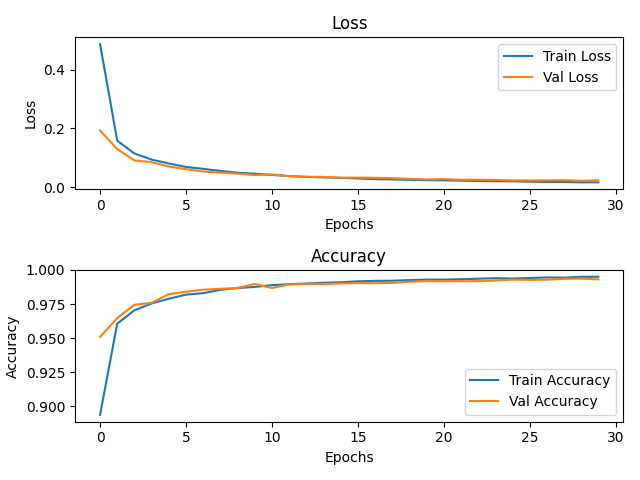 Loss
Train Loss
Val Loss
0.4
0.2
0.0
Loss
0 5 10 15 20 25 30
Epochs
Accuracy
1.000
0.975
0.950
0.925
0.900
Accuracy
Train Accuracy
Val Accuracy
0 5 10 15 20 25 30
Epochs